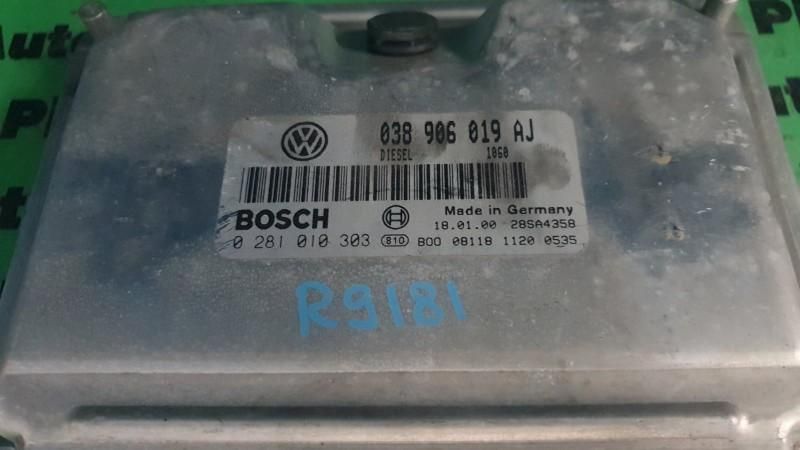 VW
038 906 019 AJ
DIESEL 1060
BOSCH Made in Germany
18.01.00 28SA4358
0 281 010 303 810 B00 08118 1120 0535
R9181